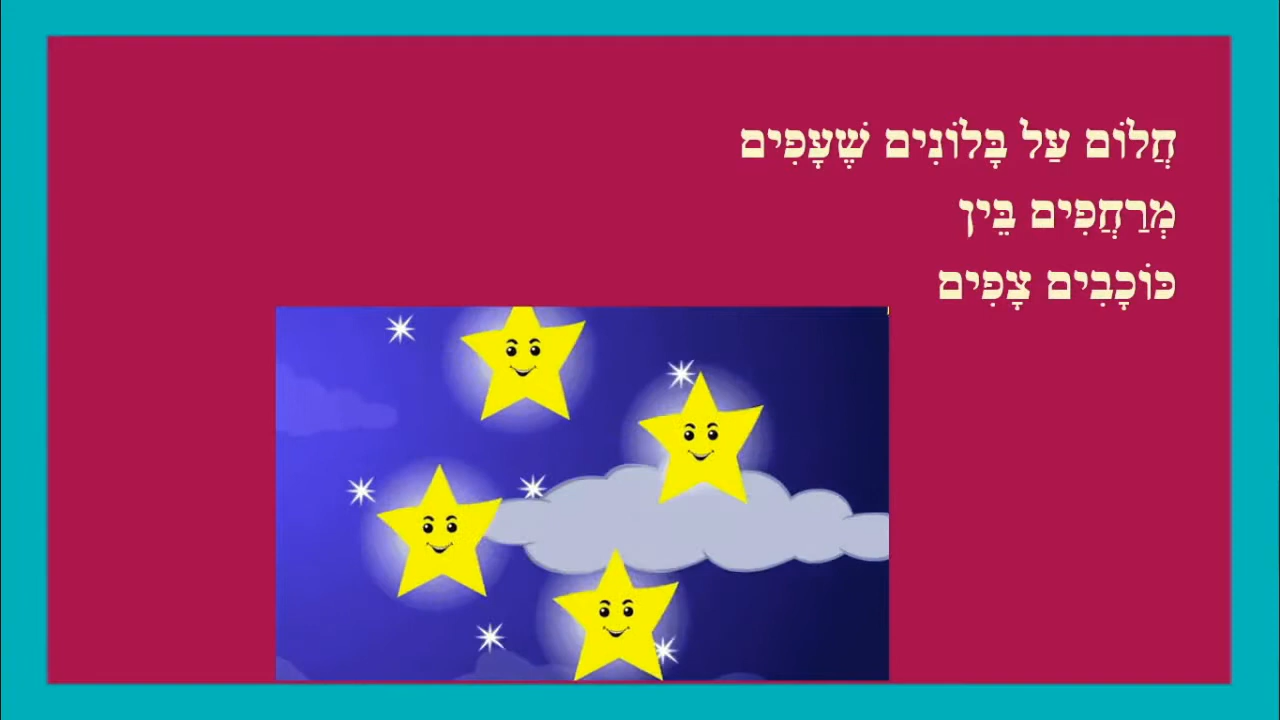 חֲלוֹם עַל בָּלוֹנִים שֶׁעָפִים
מְרַחֲפִים בֵּין
כּוֹכָבִים צָפִים